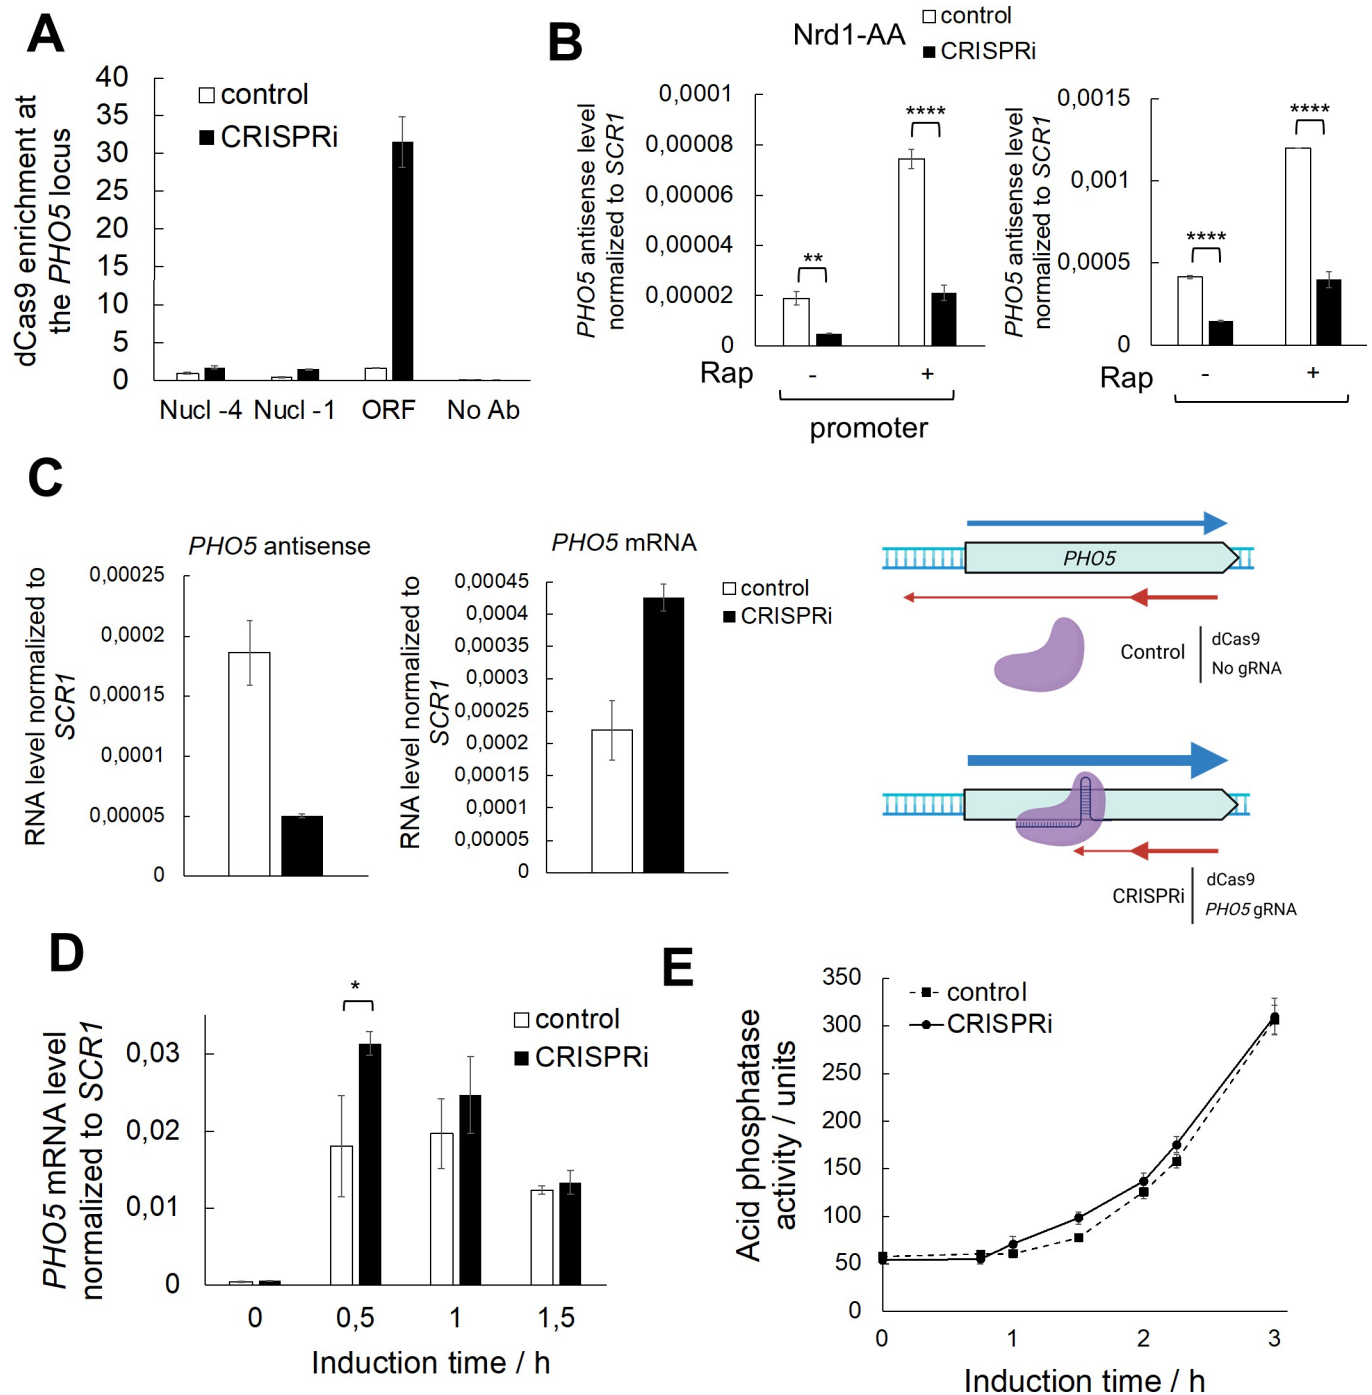 A
dCas9 enrichment at
the PHO5 locus
40
35
30
25
20
15
10
5
0
control
CRISPRi
Nucl -4
Nucl -1
ORF
No Ab
B
Nrd1-AA
control
CRISPRi
PHO5 antisense level
normalized to SCR1
0,0001
0,00008
0,00006
0,00004
0,00002
0
**
****
Rap
-
+
promoter
PHO5 antisense level
normalized to SCR1
0,0015
0,001
0,0005
0
****
****
Rap
-
+
C
PHO5 antisense
RNA level normalized to
SCR1
0,00025
0,0002
0,00015
0,0001
0,00005
0
PHO5 mRNA
RNA level normalized to
SCR1
0,00045
0,0004
0,00035
0,0003
0,00025
0,0002
0,00015
0,0001
0,00005
0
control
CRISPRi
PHO5
Control
dCas9
No gRNA
CRISPRi
dCas9
PHO5 gRNA
D
PHO5 mRNA level
normalized to SCR1
0,03
0,02
0,01
0
*
control
CRISPRi
0
0,5
1
1,5
Induction time / h
E
Acid phosphatase
activity / units
350
300
250
200
150
100
50
0
control
CRISPRi
0
1
2
3
Induction time / h